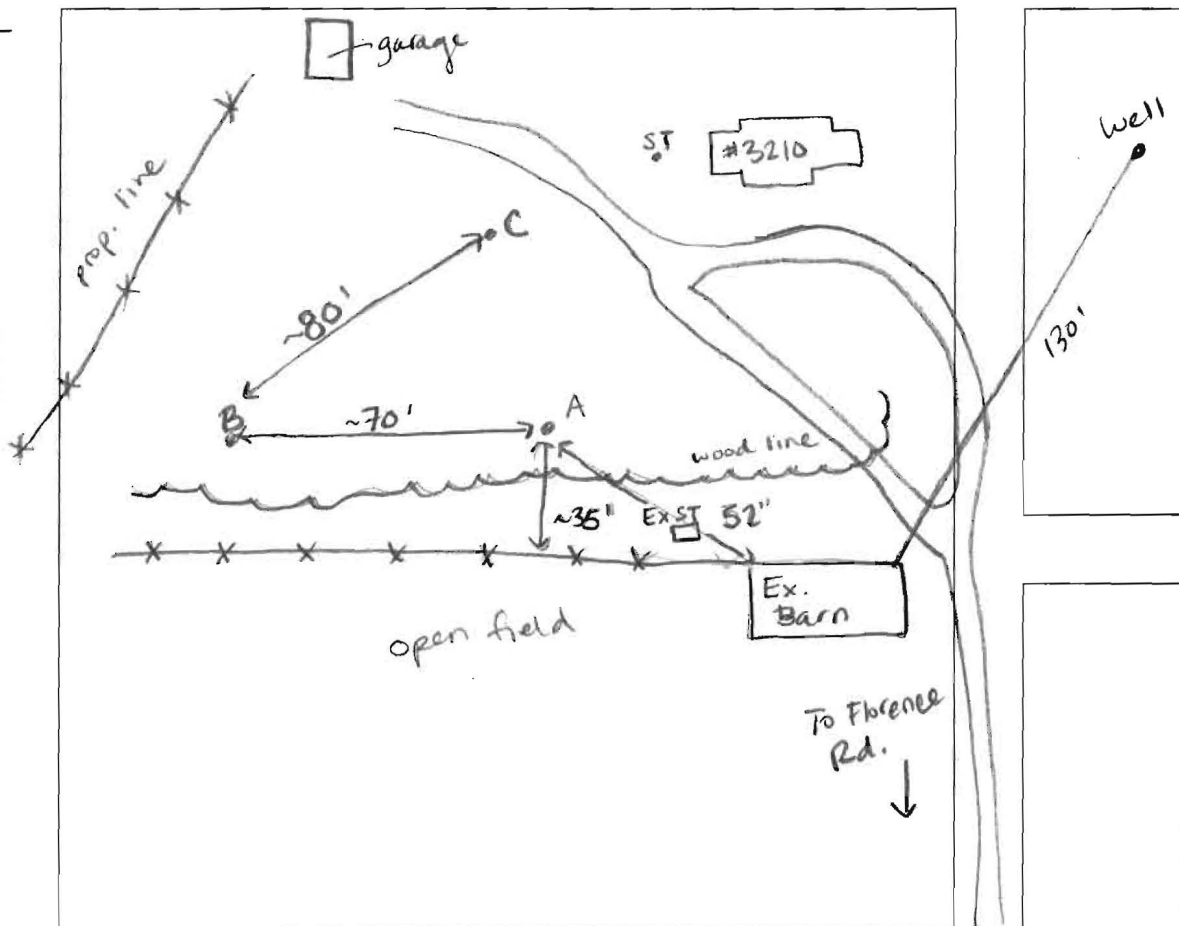 garage
ST
#3210
Well
prop. line
C
~80'
130'
B
~70'
A
wood line
~35"
Ex ST
52"
Ex.
Barn
open field
To Florence
Rd.